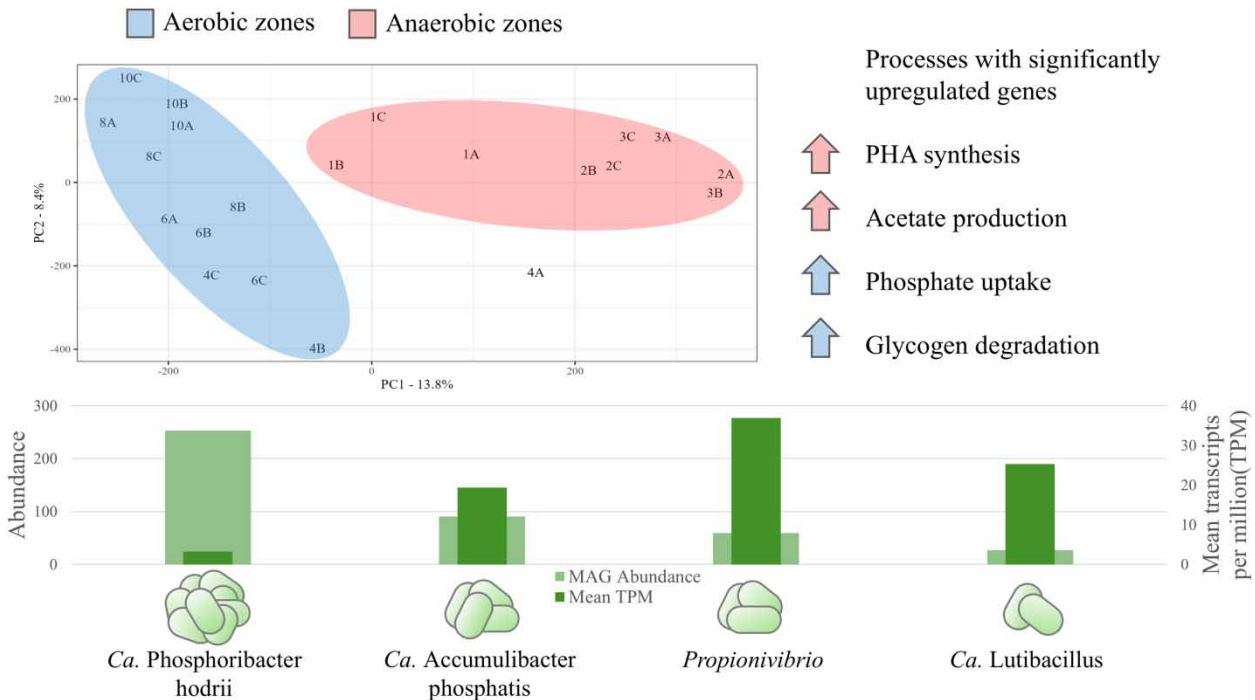 Aerobic zones
Anaerobic zones
200
0
-200
-400
PC2 - 8.4%
10C
10B
8A
10A
8C
8B
6A
6B
4C
6C
4B
1C
1B
1A
3C
3A
2B
2C
2A
3B
4A
-200
0
200
PC1 - 13.8%
Processes with significantly
upregulated genes
PHA synthesis
Acetate production
Phosphate uptake
Glycogen degradation
300
200
100
0
Abundance
40
30
20
10
0
Mean transcripts
per million(TPM)
MAG Abundance
Mean TPM
Ca. Phosphoribacter
hodrii
Ca. Accumulibacter
phosphatis
Propionivibrio
Ca. Lutibacillus